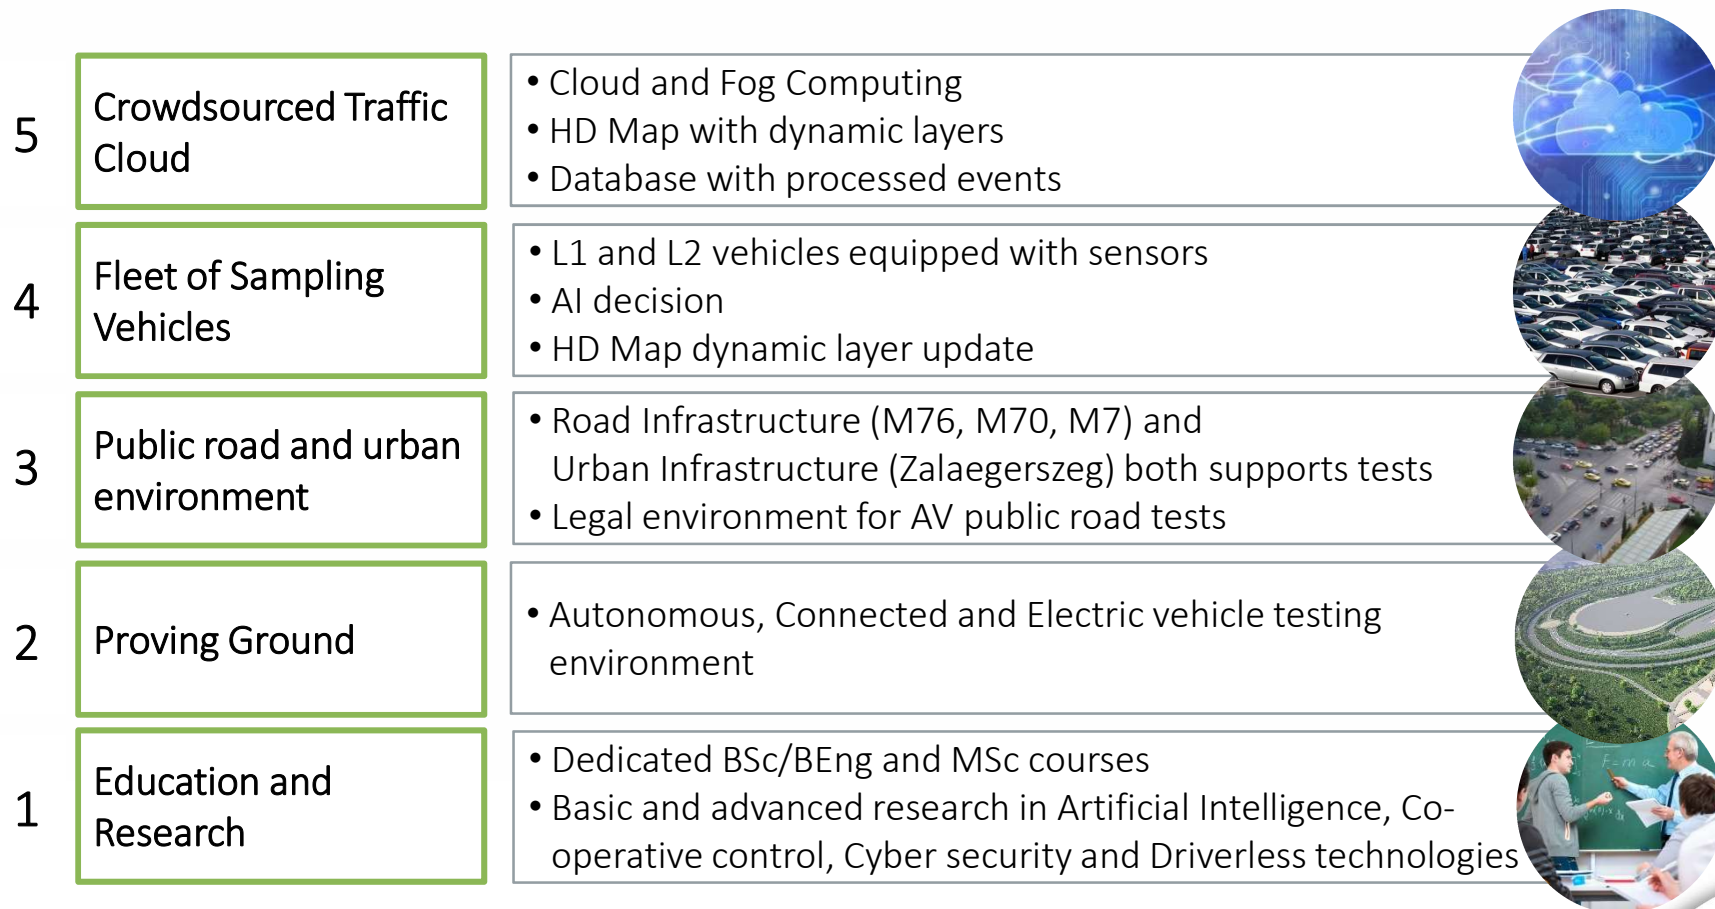 5
Crowdsourced Traffic
Cloud
• Cloud and Fog Computing
• HD Map with dynamic layers
• Database with processed events
4
Fleet of Sampling
Vehicles
• L1 and L2 vehicles equipped with sensors
• AI decision
• HD Map dynamic layer update
3
Public road and urban
environment
• Road Infrastructure (M76, M70, M7) and
Urban Infrastructure (Zalaegerszeg) both supports tests
• Legal environment for AV public road tests
2
Proving Ground
• Autonomous, Connected and Electric vehicle testing
environment
1
Education and
Research
• Dedicated BSc/BEng and MSc courses
• Basic and advanced research in Artificial Intelligence, Co-
operative control, Cyber security and Driverless technologies
F=ma